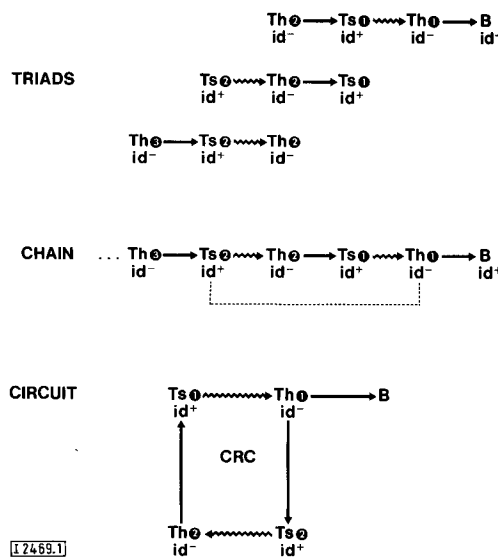 Th❷ Ts❶ Th❶ B
id⁻ id⁺ id⁻ id⁺
TRIADS
Ts❷ Th❷ Ts❶
id⁺ id⁻ id⁺
Th❸ Ts❷ Th❷
id⁻ id⁺ id⁻
CHAIN ... Th❸ Ts❷ Th❷ Ts❶ Th❶ B
id⁻ id⁺ id⁻ id⁺ id⁻ id⁺
CIRCUIT Ts❶ Th❶ B
id⁺ id⁻
CRC
Th❷ Ts❷
id⁻ id⁺
I 2469.1